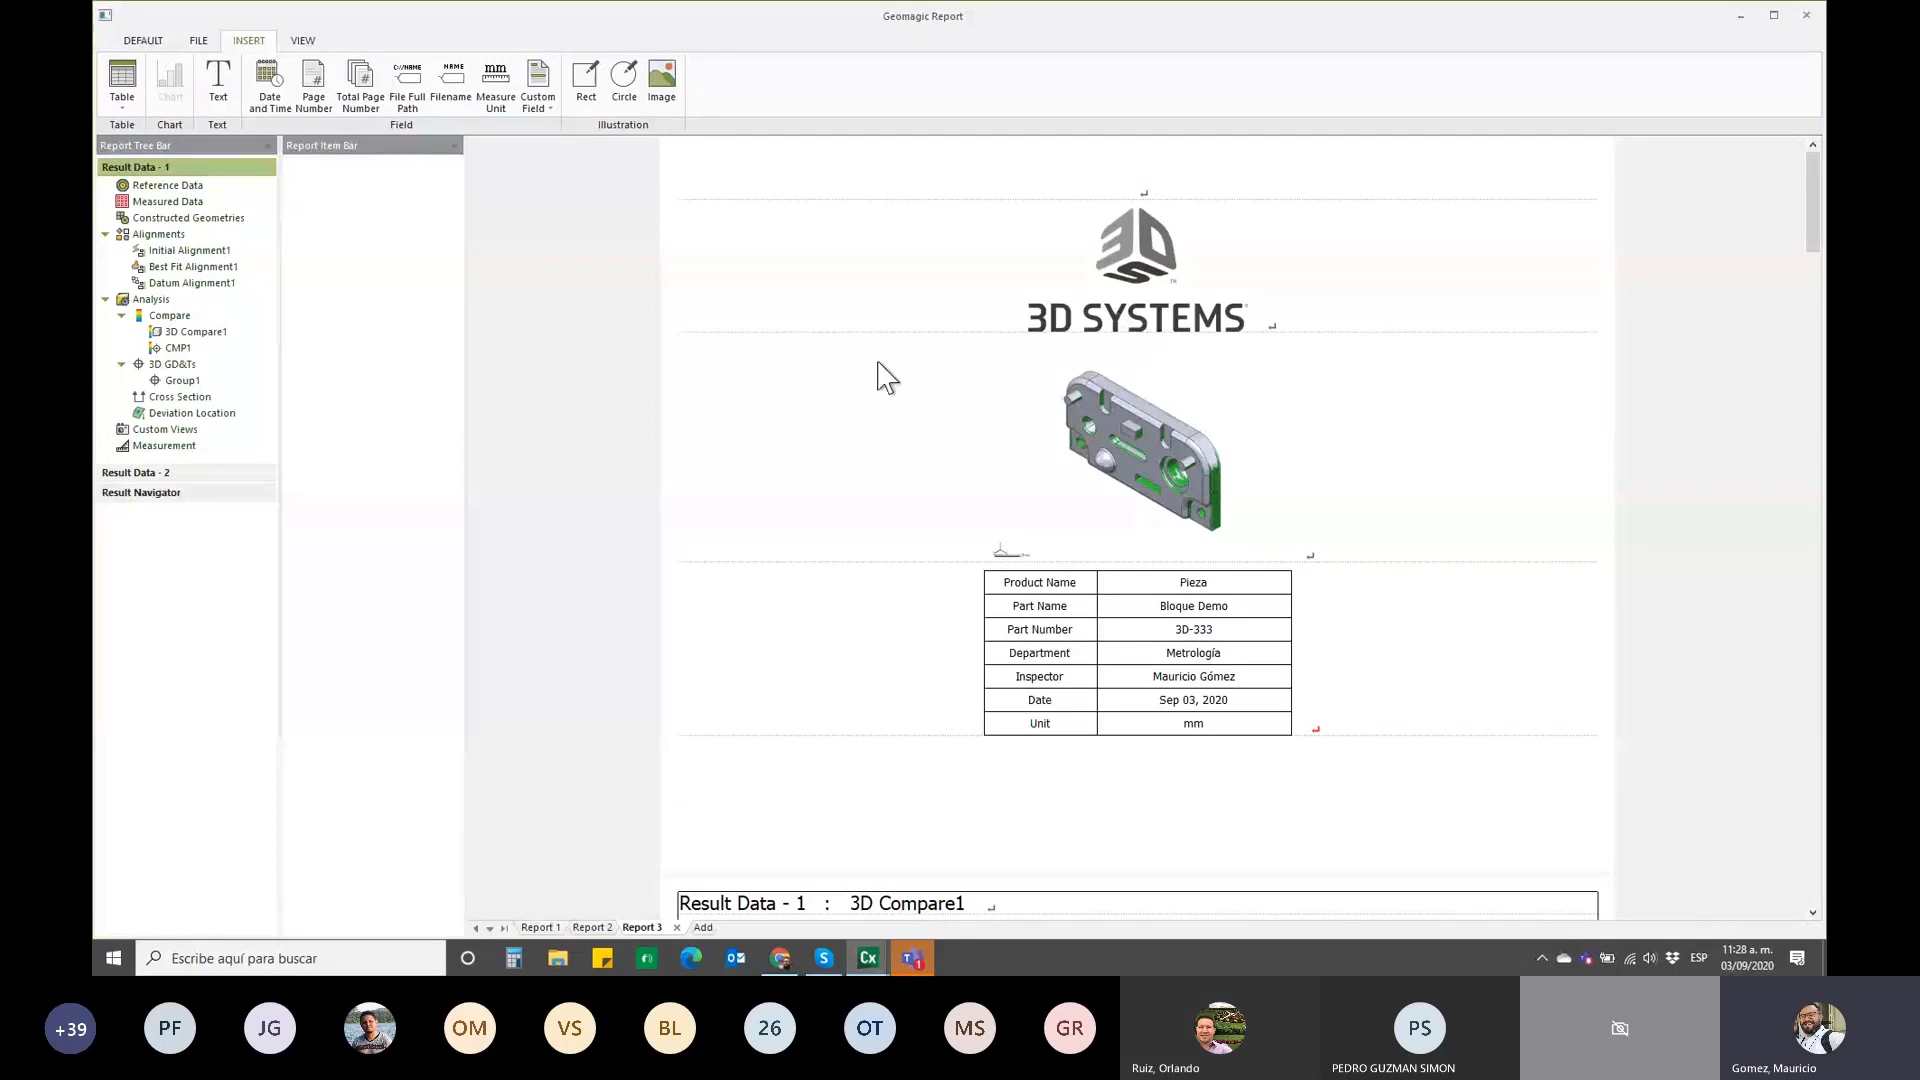 Geomagic Report
DEFAULT FILE INSERT VIEW
Table Chart Text Date and Time Page Number Total Page Number C:\/NAME File Full Path NAME Filename mm Measure Unit Custom Field Rect Circle Image
Table Chart Text Field Illustration
Report Tree Bar
Report Item Bar
Result Data - 1
Reference Data
Measured Data
Constructed Geometries
Alignments
Initial Alignment1
Best Fit Alignment1
Datum Alignment1
Analysis
Compare
3D Compare1
CMP1
3D GD&Ts
Group1
Cross Section
Deviation Location
Custom Views
Measurement
Result Data - 2
Result Navigator
3DS ™
3D SYSTEMS
Product Name Pieza
Part Name Bloque Demo
Part Number 3D-333
Department Metrología
Inspector Mauricio Gómez
Date Sep 03, 2020
Unit mm
Result Data - 1 : 3D Compare1
Report 1 Report 2 Report 3 Add
Escribe aquí para buscar
S Cx 1
ESP
11:28 a. m.
03/09/2020
+39 PF JG OM VS BL 26 OT MS GR PS
Ruiz, Orlando PEDRO GUZMAN SIMON Gomez, Mauricio